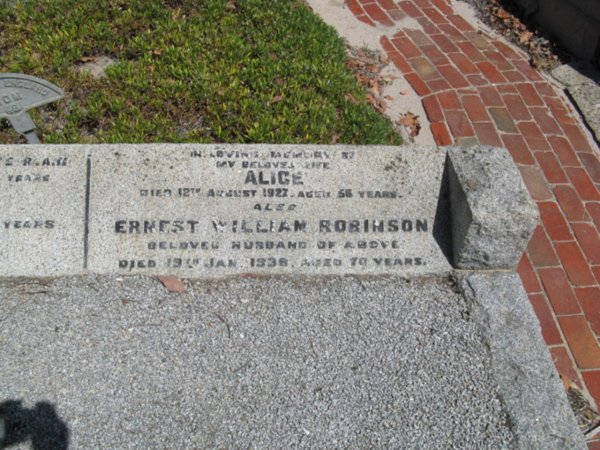 IN LOVING MEMORY OF
MY BELOVED WIFE
ALICE
DIED 12TH AUGUST 1927. AGED 56 YEARS.
ALSO
ERNEST WILLIAM ROBINSON
BELOVED HUSBAND OF ABOVE
DIED 19TH JAN. 1938, AGED 70 YEARS.
YEARS
YEARS